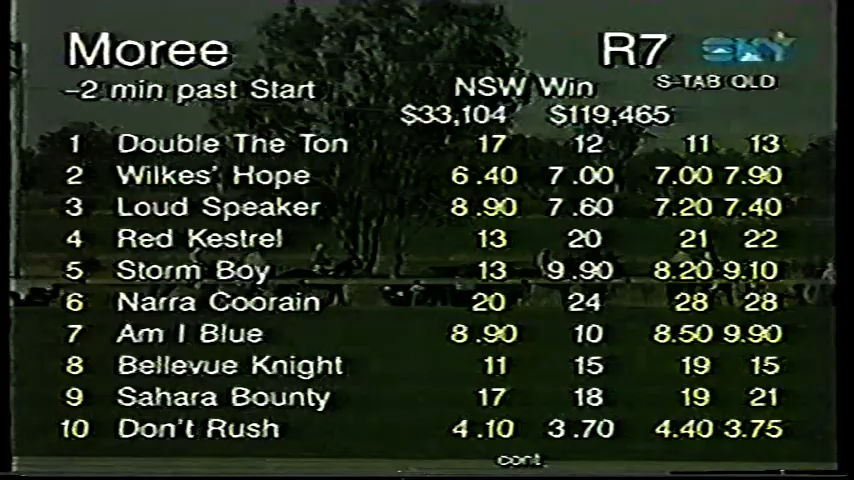 Moree R7 SKY
-2 min past Start NSW Win S-TAB QLD
$33,104 $119,465
1 Double The Ton 17 12 11 13
2 Wilkes' Hope 6.40 7.00 7.00 7.90
3 Loud Speaker 8.90 7.60 7.20 7.40
4 Red Kestrel 13 20 21 22
5 Storm Boy 13 9.90 8.20 9.10
6 Narra Coorain 20 24 28 28
7 Am I Blue 8.90 10 8.50 9.90
8 Bellevue Knight 11 15 19 15
9 Sahara Bounty 17 18 19 21
10 Don't Rush 4.10 3.70 4.40 3.75
cont.